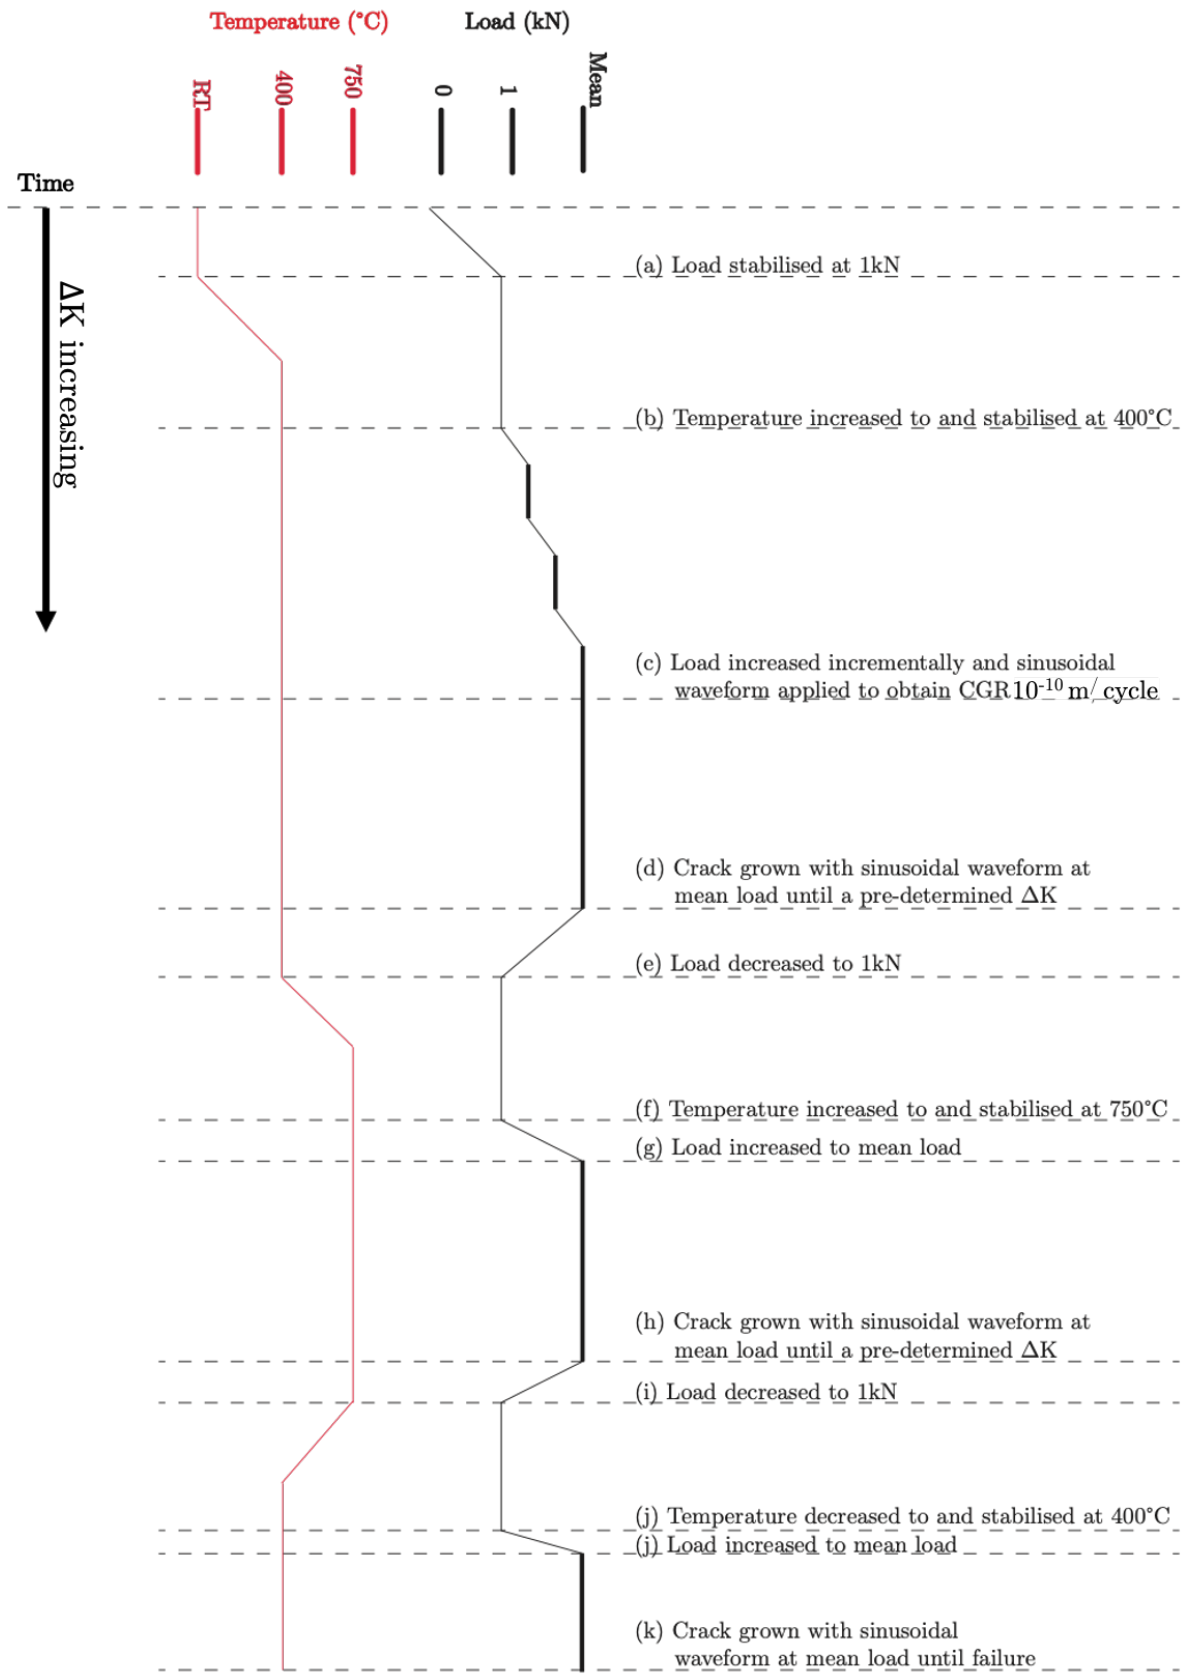 Temperature (°C)
Load (kN)
RT
400
750
0
1
Mean
Time
ΔK increasing
(a) Load stabilised at 1kN
(b) Temperature increased to and stabilised at 400°C
(c) Load increased incrementally and sinusoidal
waveform applied to obtain CGR 10⁻¹⁰ m/ cycle
(d) Crack grown with sinusoidal waveform at
mean load until a pre-determined ΔK
(e) Load decreased to 1kN
(f) Temperature increased to and stabilised at 750°C
(g) Load increased to mean load
(h) Crack grown with sinusoidal waveform at
mean load until a pre-determined ΔK
(i) Load decreased to 1kN
(j) Temperature decreased to and stabilised at 400°C
(j) Load increased to mean load
(k) Crack grown with sinusoidal
waveform at mean load until failure